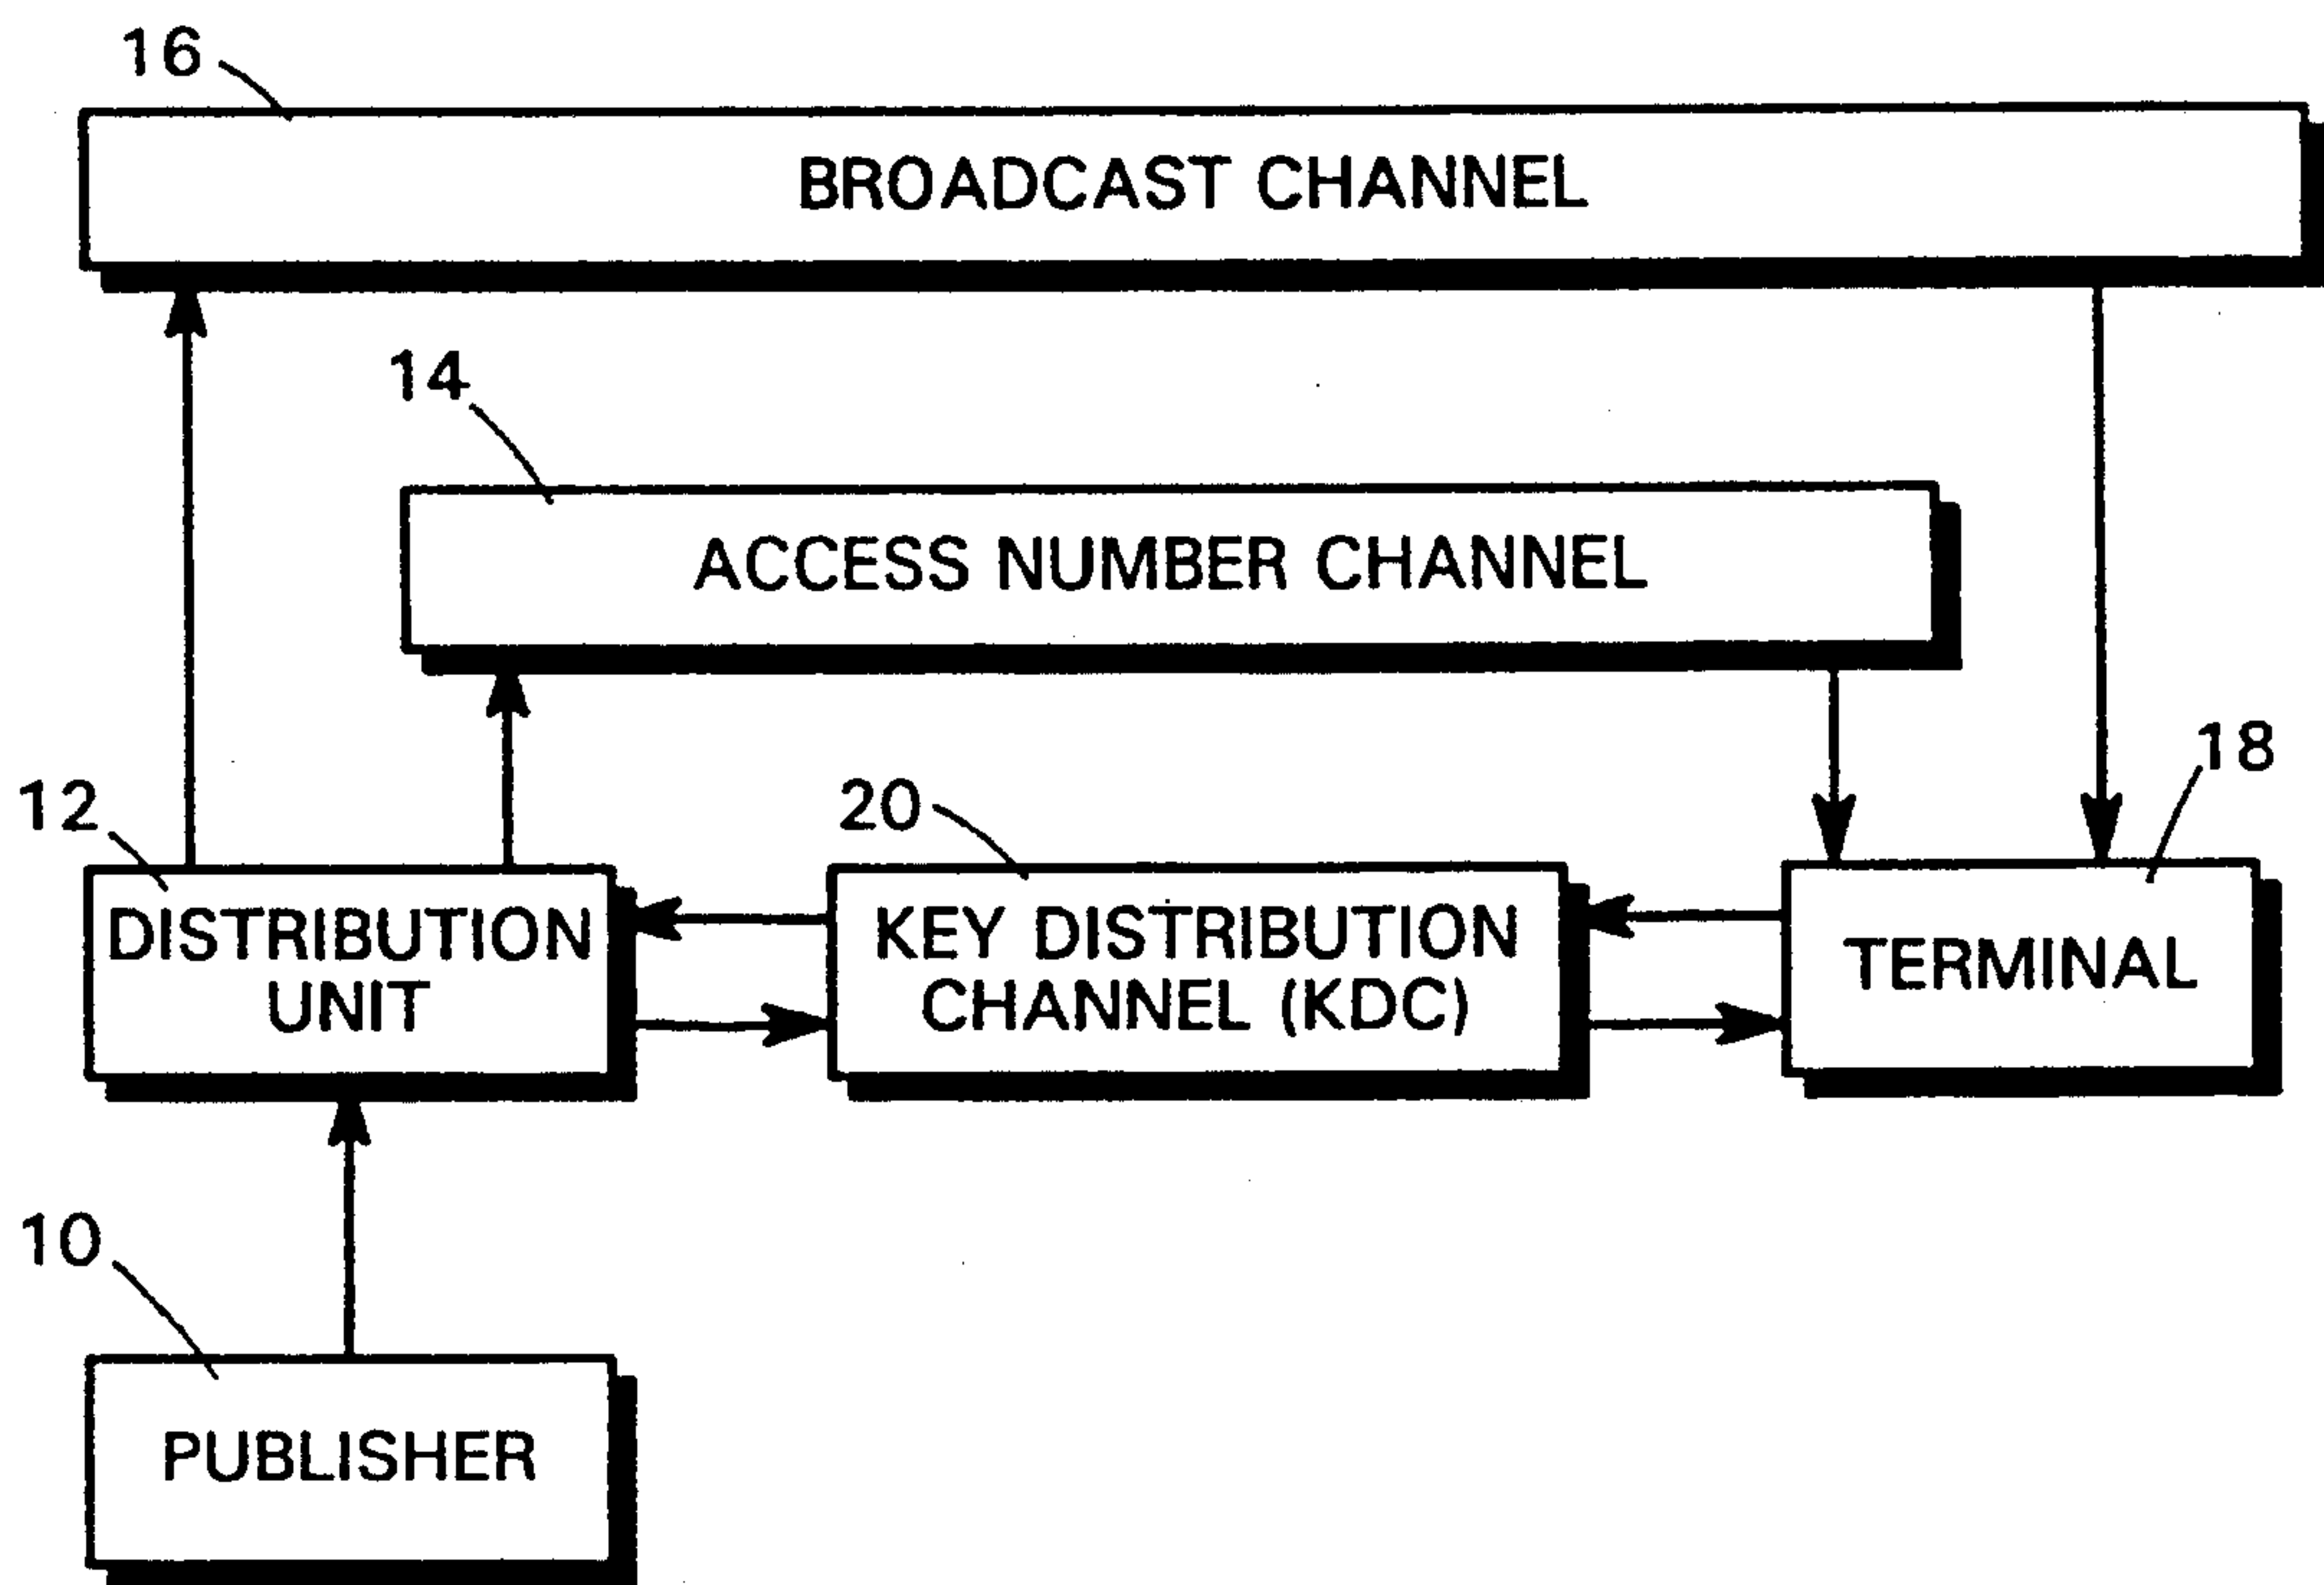 16
BROADCAST CHANNEL
14
ACCESS NUMBER CHANNEL
18
12
20
DISTRIBUTION
UNIT
KEY DISTRIBUTION
CHANNEL (KDC)
TERMINAL
10
PUBLISHER